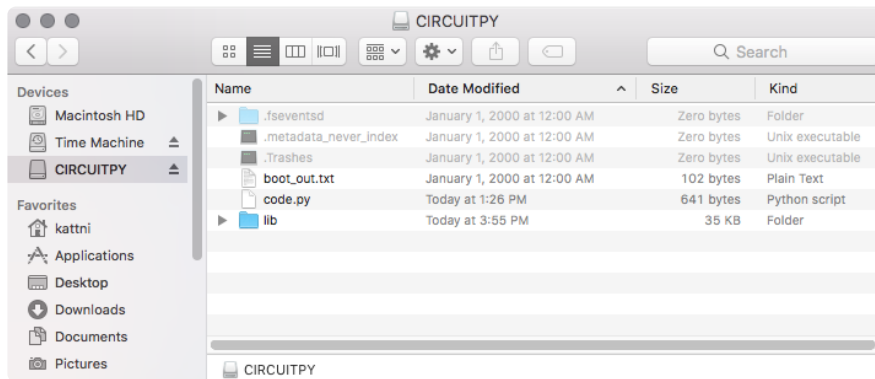 CIRCUITPY
Search
Devices
Macintosh HD
Time Machine
CIRCUITPY
Favorites
kattni
Applications
Desktop
Downloads
Documents
Pictures
Name Date Modified Size Kind
.fseventsd January 1, 2000 at 12:00 AM Zero bytes Folder
.metadata_never_index January 1, 2000 at 12:00 AM Zero bytes Unix executable
.Trashes January 1, 2000 at 12:00 AM Zero bytes Unix executable
boot_out.txt January 1, 2000 at 12:00 AM 102 bytes Plain Text
code.py Today at 1:26 PM 641 bytes Python script
lib Today at 3:55 PM 35 KB Folder
CIRCUITPY